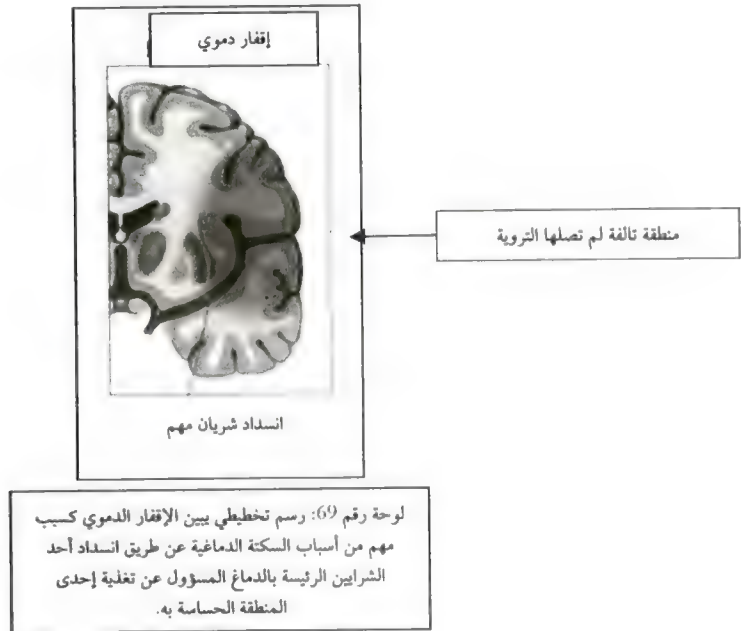 إقفار دموي
منطقة تالفة لم تصلها التروية
انسداد شريان مهم
لوحة رقم 69: رسم تخطيطي يبين الإقفار الدموي كسبب
مهم من أسباب السكتة الدماغية عن طريق انسداد أحد
الشرايين الرئيسة بالدماغ المسؤول عن تغذية إحدى
المنطقة الحساسة به.